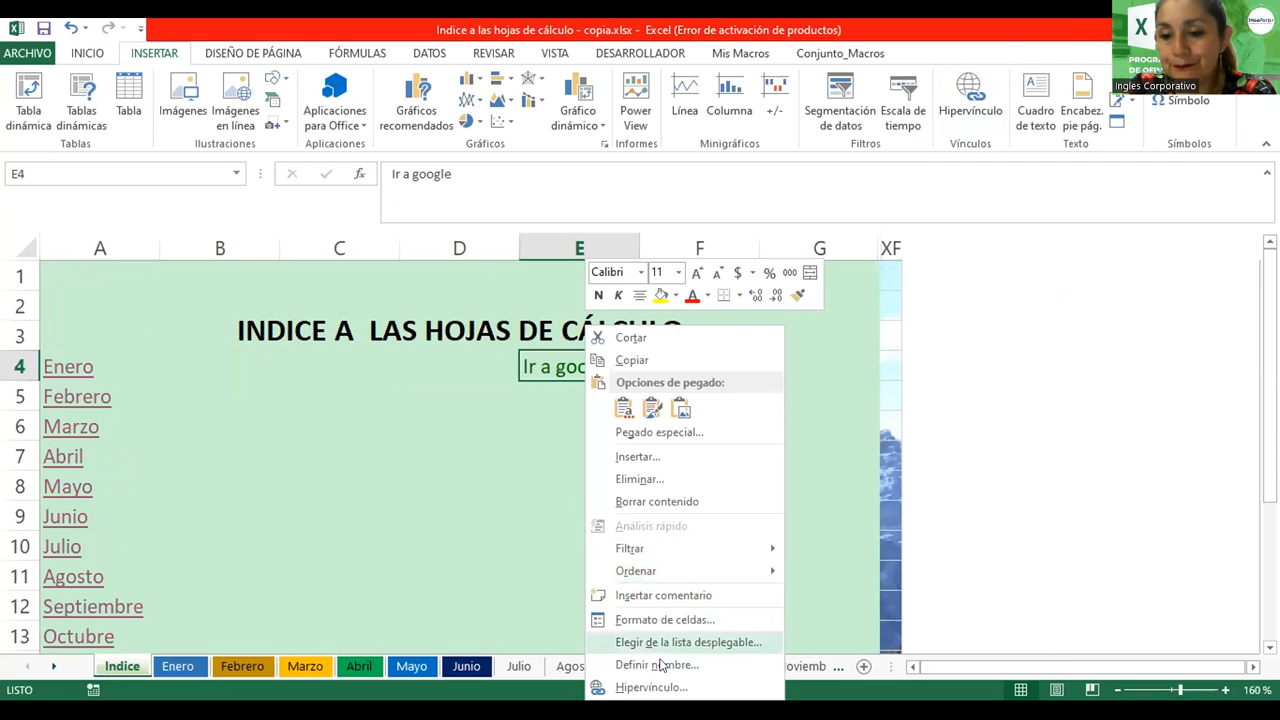 Indice a las hojas de cálculo - copia.xlsx - Excel (Error de activación de productos)
ARCHIVO INICIO INSERTAR DISEÑO DE PÁGINA FÓRMULAS DATOS REVISAR VISTA DESARROLLADOR Mis Macros Conjunto_Macros
Ingles Corporativo
Tabla dinámica
Tablas dinámicas
Tabla
Imágenes
Imágenes en línea
Aplicaciones para Office
Gráficos recomendados
Gráfico dinámico
Power View
Línea
Columna
+/-
Segmentación de datos
Escala de tiempo
Hipervínculo
Cuadro de texto
Encabez. pie pág.
Ω Símbolo
Tablas Ilustraciones Aplicaciones Gráficos Informes Minigráficos Filtros Vínculos Texto Símbolos
E4 fx Ir a google
A B C D E F G XF
Calibri 11 $ % 000
N K A
1
2
3 INDICE A LAS HOJAS DE CÁLCULO
4 Enero Ir a goo
5 Febrero
6 Marzo
7 Abril
8 Mayo
9 Junio
10 Julio
11 Agosto
12 Septiembre
13 Octubre
Cortar
Copiar
Opciones de pegado:
Pegado especial...
Insertar...
Eliminar...
Borrar contenido
Análisis rápido
Filtrar
Ordenar
Insertar comentario
Formato de celdas...
Elegir de la lista desplegable...
Definir nombre...
Hipervínculo...
Indice Enero Febrero Marzo Abril Mayo Junio Julio Agos oviemb ...
LISTO 160 %